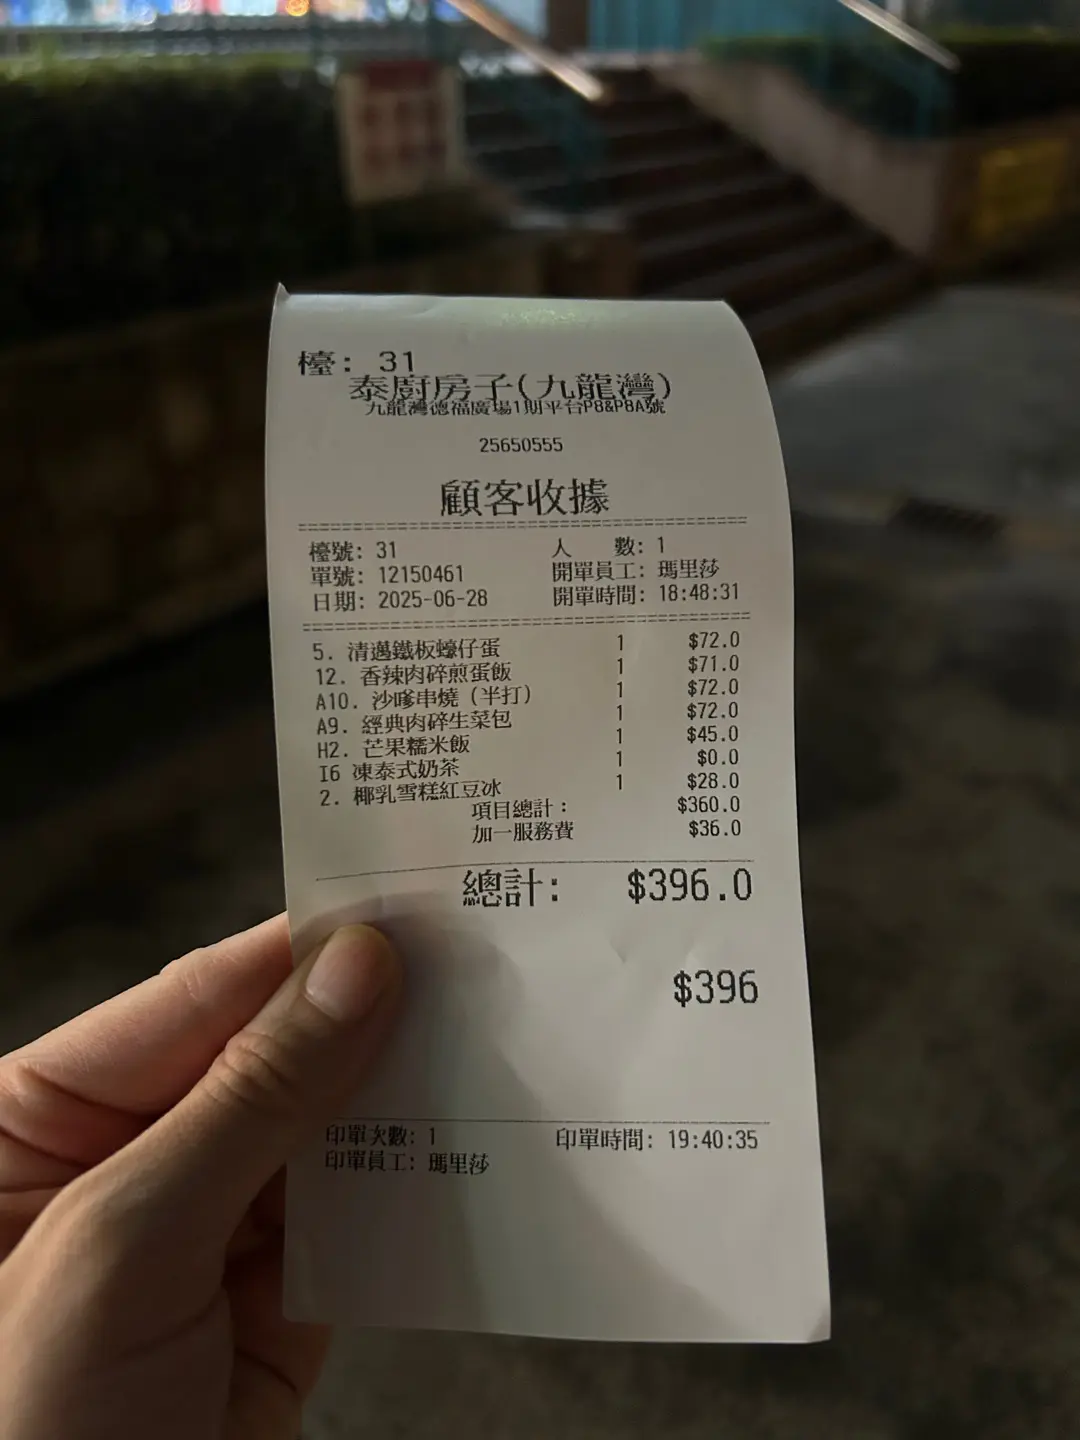 檯: 31
泰廚房子(九龍灣)
九龍灣德福廣場1期平台P8&P8A號
25650555
顧客收據
檯號: 31 人 數: 1
單號: 12150461 開單員工: 瑪里莎
日期: 2025-06-28 開單時間: 18:48:31
5. 清邁鐵板蠔仔蛋 1 $72.0
12. 香辣肉碎煎蛋飯 1 $71.0
A10. 沙嗲串燒（半打） 1 $72.0
A9. 經典肉碎生菜包 1 $72.0
H2. 芒果糯米飯 1 $45.0
I6 凍泰式奶茶 1 $0.0
2. 椰乳雪糕紅豆冰 1 $28.0
項目總計： $360.0
加一服務費 $36.0
總計: $396.0
$396
印單次數: 1 印單時間: 19:40:35
印單員工: 瑪里莎